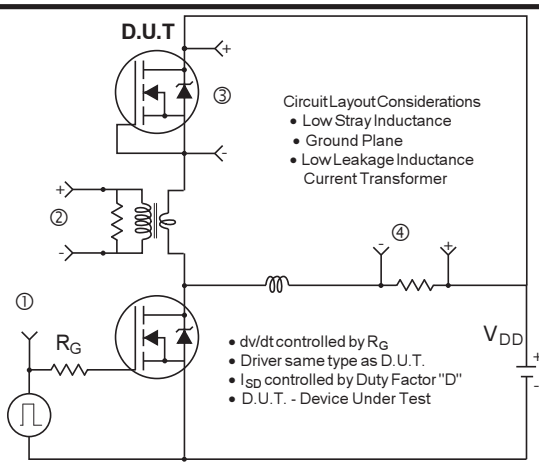 D.U.T
+
③
-
Circuit Layout Considerations
• Low Stray Inductance
• Ground Plane
• Low Leakage Inductance
Current Transformer
+
②
-
-
④
+
①
RG
VDD
+
-
• dv/dt controlled by RG
• Driver same type as D.U.T.
• ISD controlled by Duty Factor "D"
• D.U.T. - Device Under Test